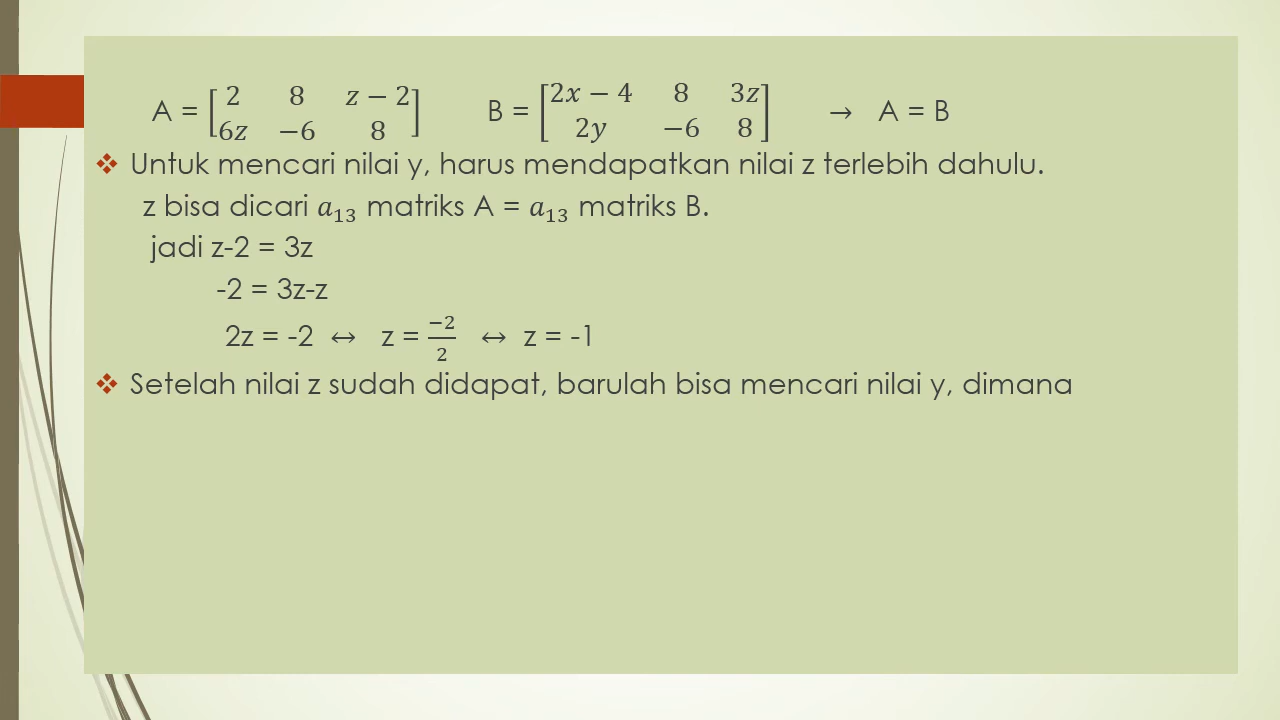 A = [2 8 z − 2; 6z −6 8] B = [2x − 4 8 3z; 2y −6 8] → A = B
❖ Untuk mencari nilai y, harus mendapatkan nilai z terlebih dahulu.
z bisa dicari a₁₃ matriks A = a₁₃ matriks B.
jadi z-2 = 3z
-2 = 3z-z
2z = -2 ↔ z = −2/2 ↔ z = -1
❖ Setelah nilai z sudah didapat, barulah bisa mencari nilai y, dimana